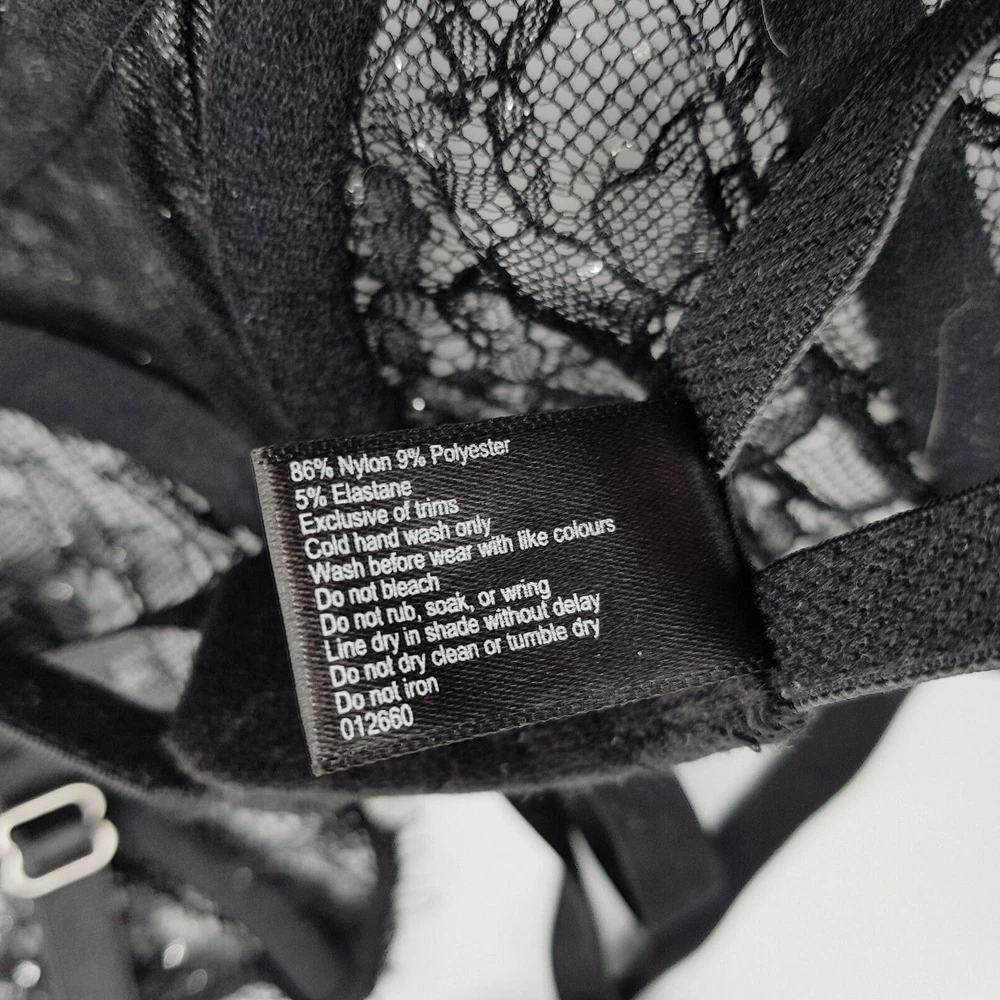 86% Nylon 9% Polyester
5% Elastane
Exclusive of trims
Cold hand wash only
Wash before wear with like colours
Do not bleach
Do not rub, soak, or wring
Line dry in shade without delay
Do not dry clean or tumble dry
Do not iron
012660